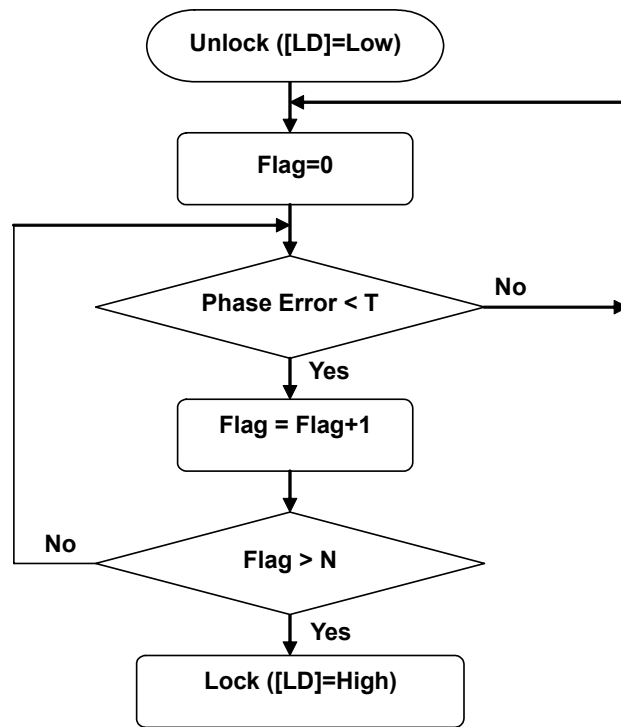 Unlock ([LD]=Low)
Flag=0
Phase Error < T
No
Yes
Flag = Flag+1
No
Flag > N
Yes
Lock ([LD]=High)